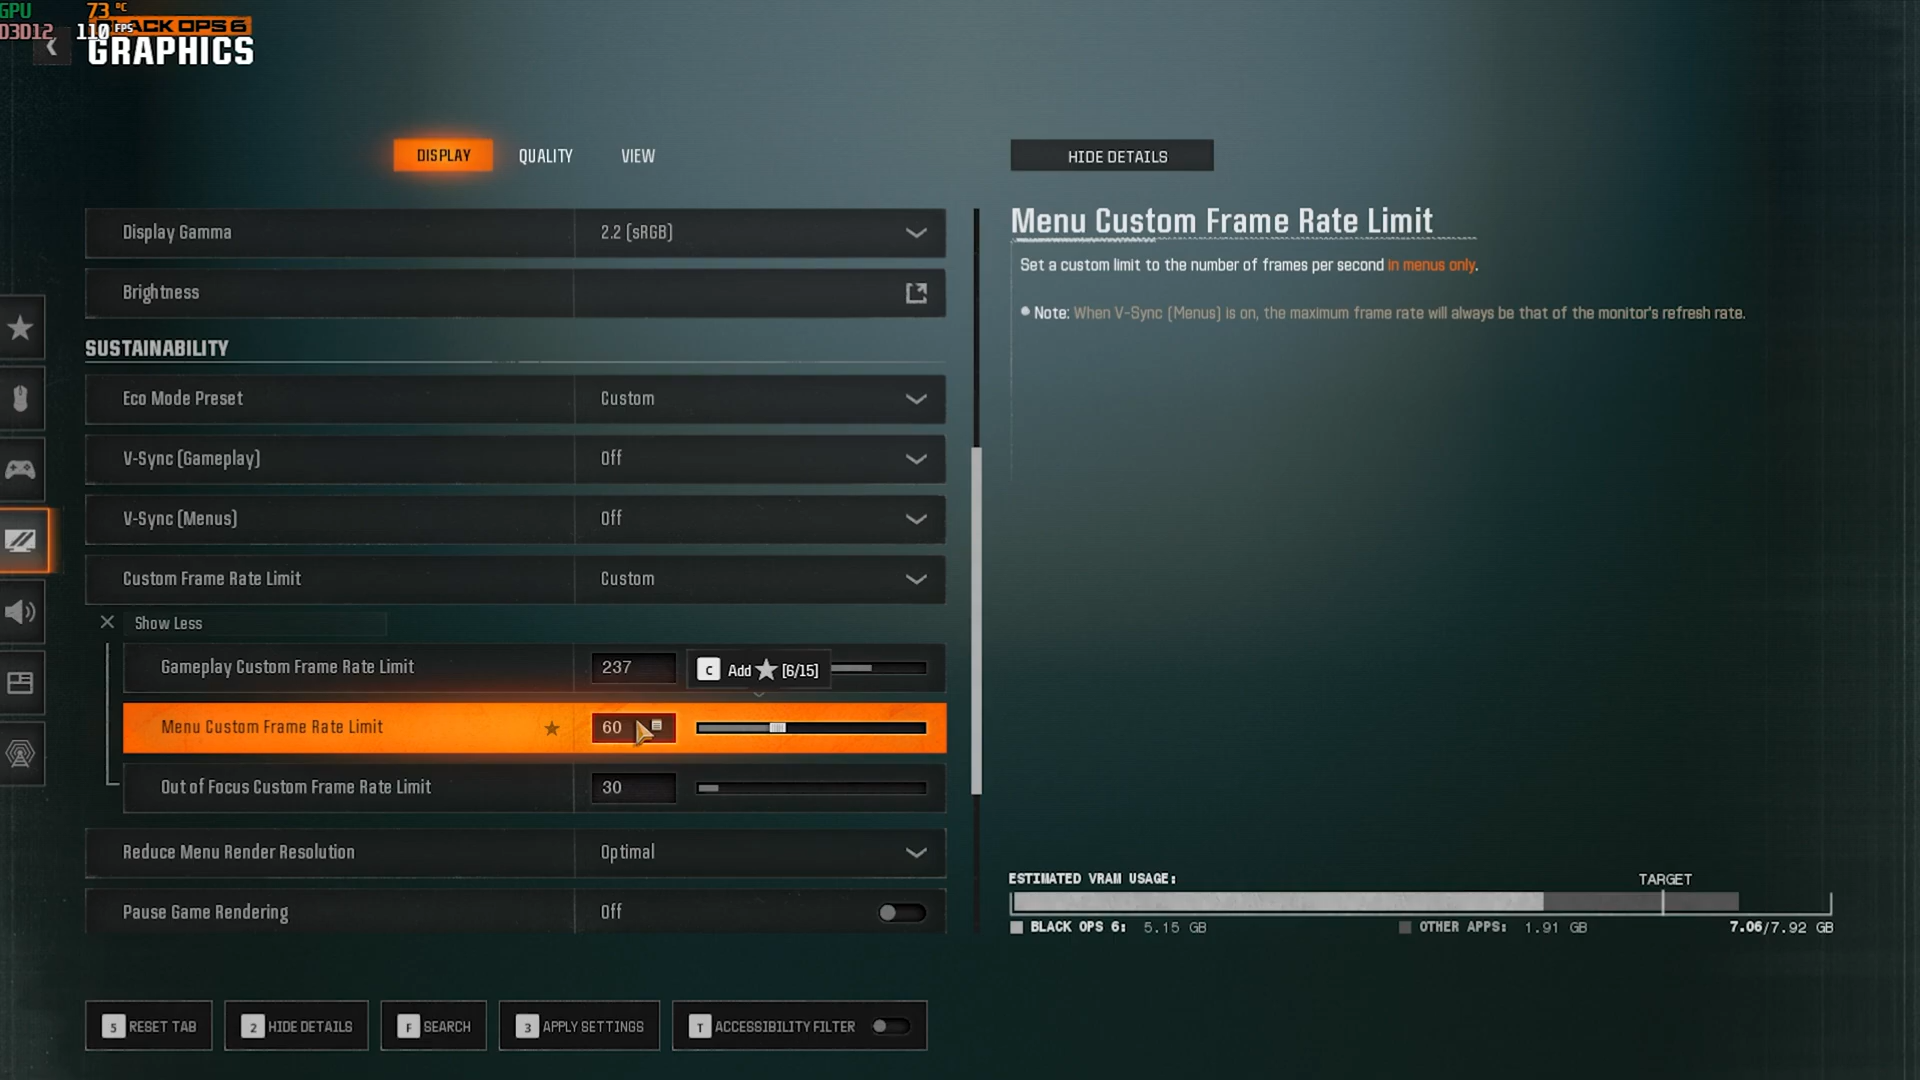 GPU 73 °C
D3D12 110 FPS
BLACK OPS 6
GRAPHICS
DISPLAY QUALITY VIEW
HIDE DETAILS
Display Gamma 2.2 (sRGB)
Brightness
SUSTAINABILITY
Eco Mode Preset Custom
V-Sync (Gameplay) Off
V-Sync (Menus) Off
Custom Frame Rate Limit Custom
Show Less
Gameplay Custom Frame Rate Limit 237
C Add [6/15]
Menu Custom Frame Rate Limit 60
Out of Focus Custom Frame Rate Limit 30
Reduce Menu Render Resolution Optimal
Pause Game Rendering Off
Menu Custom Frame Rate Limit
Set a custom limit to the number of frames per second in menus only.
Note: When V-Sync (Menus) is on, the maximum frame rate will always be that of the monitor's refresh rate.
ESTIMATED VRAM USAGE: TARGET
BLACK OPS 6: 5.15 GB OTHER APPS: 1.91 GB 7.06/7.92 GB
5 RESET TAB 2 HIDE DETAILS F SEARCH 3 APPLY SETTINGS T ACCESSIBILITY FILTER